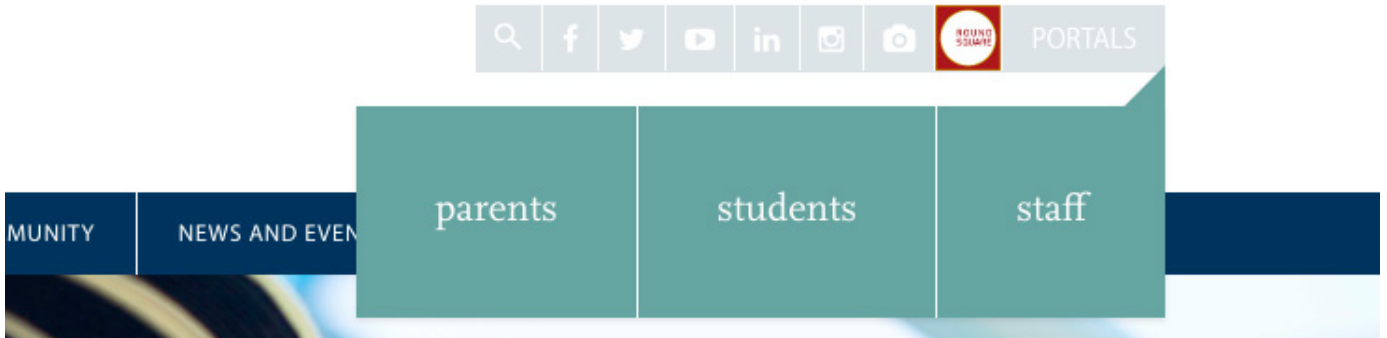 ROUND
SQUARE
PORTALS
parents
students
staff
MUNITY
NEWS AND EVEN